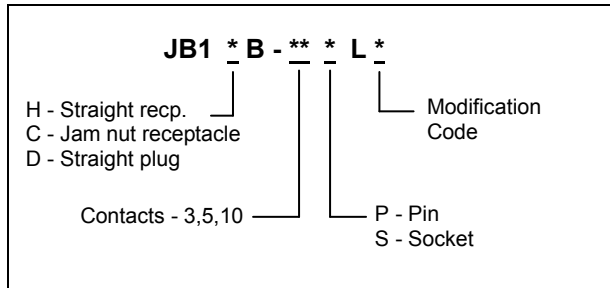 JB1 * B - ** * L *
H - Straight recp.
C - Jam nut receptacle
D - Straight plug
Modification
Code
Contacts - 3,5,10
P - Pin
S - Socket